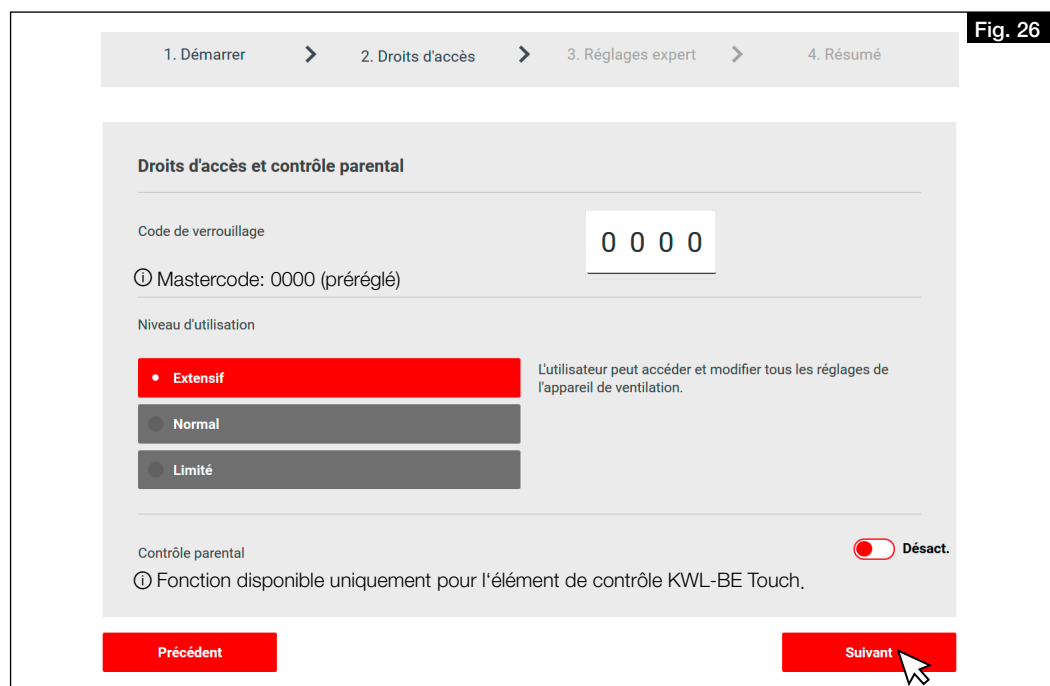 Fig. 26
1. Démarrer > 2. Droits d'accès > 3. Réglages expert > 4. Résumé
Droits d'accès et contrôle parental
Code de verrouillage
0 0 0 0
ⓘ Mastercode: 0000 (préréglé)
Niveau d'utilisation
Extensif
L'utilisateur peut accéder et modifier tous les réglages de
l'appareil de ventilation.
Normal
Limité
Contrôle parental
Désact.
ⓘ Fonction disponible uniquement pour l‘élément de contrôle KWL-BE Touch.
Précédent
Suivant